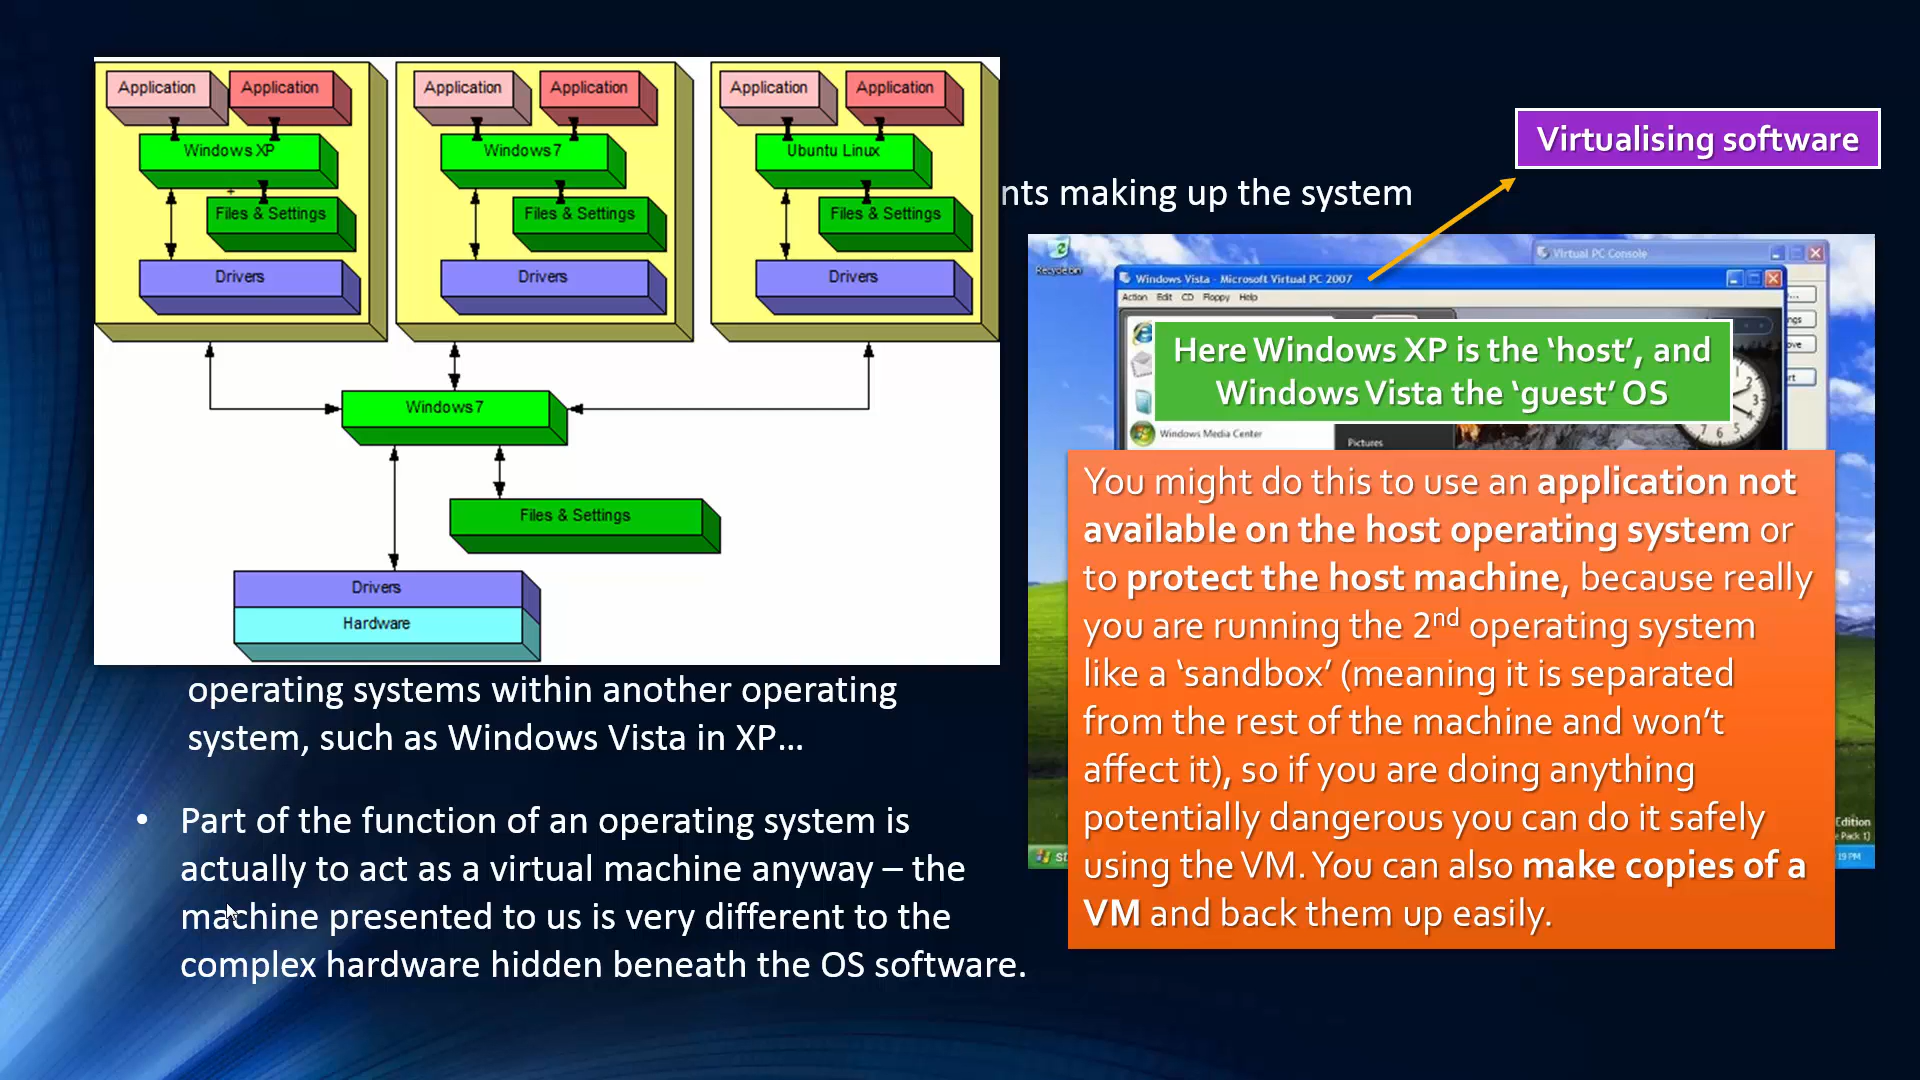 Application Application Application Application Application Application
Windows XP Windows 7 Ubuntu Linux
Files & Settings Files & Settings Files & Settings
Drivers Drivers Drivers
Windows 7
Files & Settings
Drivers
Hardware
nts making up the system
Virtualising software
Virtual PC Console
Windows Vista - Microsoft Virtual PC 2007
Action Edit CD Floppy Help
Here Windows XP is the ‘host’, and
Windows Vista the ‘guest’ OS
Windows Media Center
Pictures
You might do this to use an application not
available on the host operating system or
to protect the host machine, because really
you are running the 2nd operating system
like a ‘sandbox’ (meaning it is separated
from the rest of the machine and won’t
affect it), so if you are doing anything
potentially dangerous you can do it safely
using the VM. You can also make copies of a
VM and back them up easily.
Edition
operating systems within another operating
system, such as Windows Vista in XP...
• Part of the function of an operating system is
actually to act as a virtual machine anyway – the
machine presented to us is very different to the
complex hardware hidden beneath the OS software.